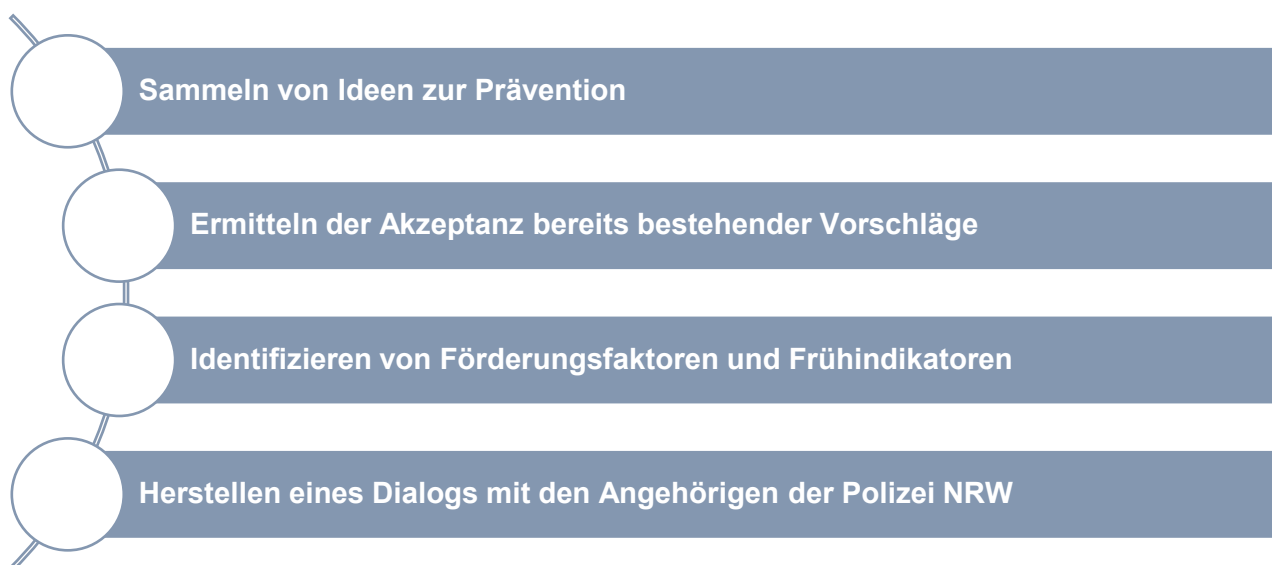 Sammeln von Ideen zur Prävention
Ermitteln der Akzeptanz bereits bestehender Vorschläge
Identifizieren von Förderungsfaktoren und Frühindikatoren
Herstellen eines Dialogs mit den Angehörigen der Polizei NRW